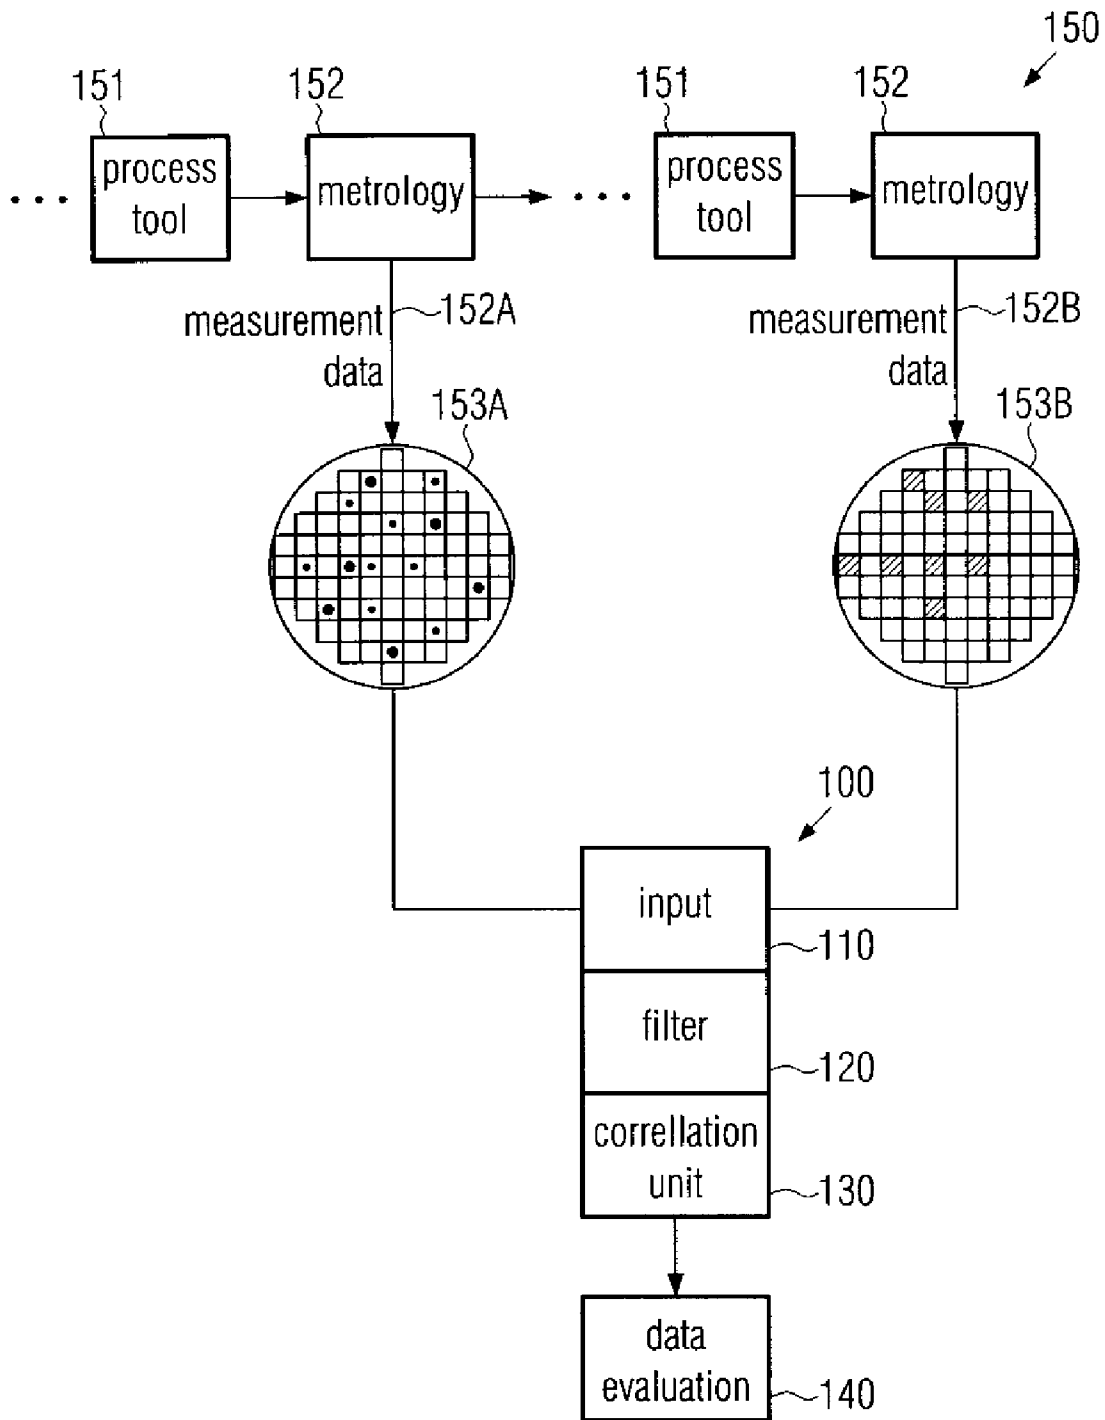 150
151
152
151
152
process
tool
metrology
process
tool
metrology
measurement
data
152A
measurement
data
152B
153A
153B
100
input
110
filter
120
correllation
unit
130
data
evaluation
140